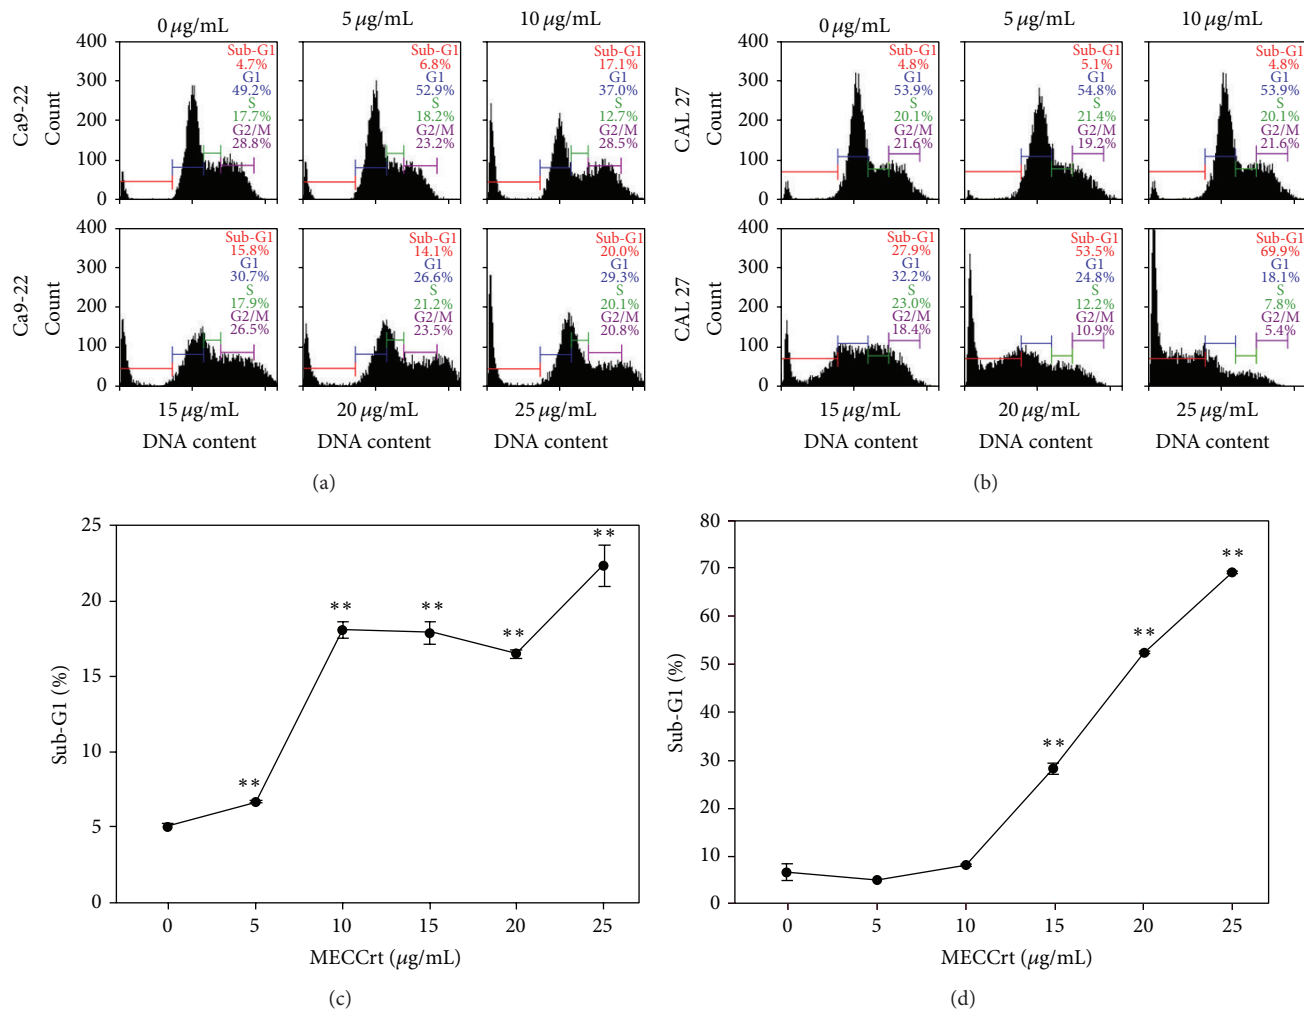 0 μg/mL
5 μg/mL
10 μg/mL
Ca9-22
Count
400
300
200
100
0
Sub-G1
4.7%
G1
49.2%
S
17.7%
G2/M
28.8%
Sub-G1
6.8%
G1
52.9%
S
18.2%
G2/M
23.2%
Sub-G1
17.1%
G1
37.0%
S
12.7%
G2/M
28.5%
Ca9-22
Count
400
300
200
100
0
Sub-G1
15.8%
G1
30.7%
S
17.9%
G2/M
26.5%
Sub-G1
14.1%
G1
26.6%
S
21.2%
G2/M
23.5%
Sub-G1
20.0%
G1
29.3%
S
20.1%
G2/M
20.8%
15 μg/mL
20 μg/mL
25 μg/mL
DNA content
DNA content
DNA content
(a)
0 μg/mL
5 μg/mL
10 μg/mL
CAL 27
Count
400
300
200
100
0
Sub-G1
4.8%
G1
53.9%
S
20.1%
G2/M
21.6%
Sub-G1
5.1%
G1
54.8%
S
21.4%
G2/M
19.2%
Sub-G1
4.8%
G1
53.9%
S
20.1%
G2/M
21.6%
CAL 27
Count
400
300
200
100
0
Sub-G1
27.9%
G1
32.2%
S
23.0%
G2/M
18.4%
Sub-G1
53.5%
G1
24.8%
S
12.2%
G2/M
10.9%
Sub-G1
69.9%
G1
18.1%
S
7.8%
G2/M
5.4%
15 μg/mL
20 μg/mL
25 μg/mL
DNA content
DNA content
DNA content
(b)
Sub-G1 (%)
25
20
15
10
5
0
**
**
**
**
**
0 5 10 15 20 25
MECCrt (μg/mL)
(c)
Sub-G1 (%)
80
70
60
50
40
30
20
10
0
**
**
**
0 5 10 15 20 25
MECCrt (μg/mL)
(d)